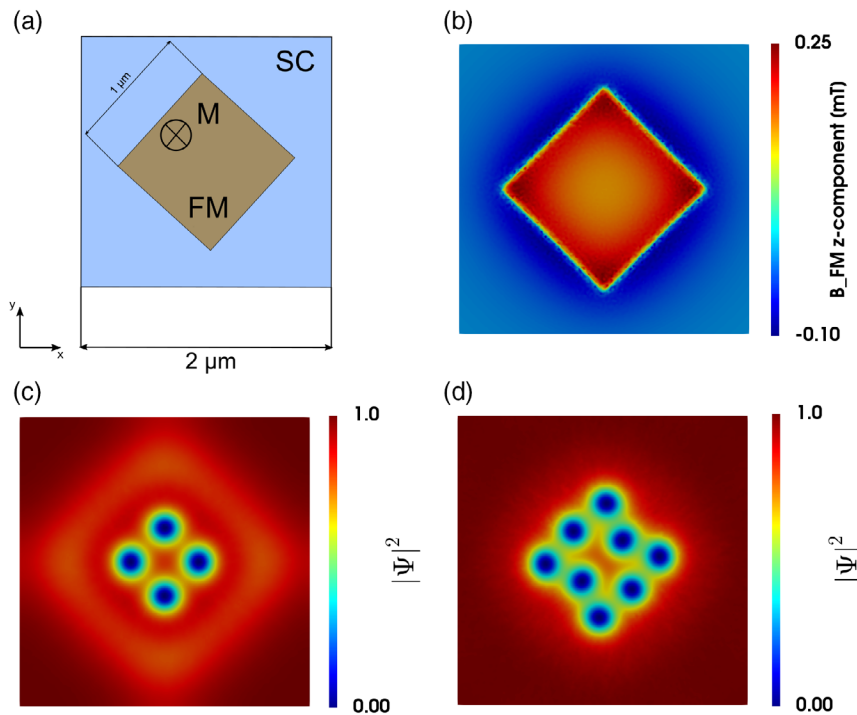 (a)
SC
1 µm
M
FM
y
x
2 µm
(b)
0.25
B_FM z-component (mT)
-0.10
(c)
1.0
|Ψ|²
0.00
(d)
1.0
|Ψ|²
0.00